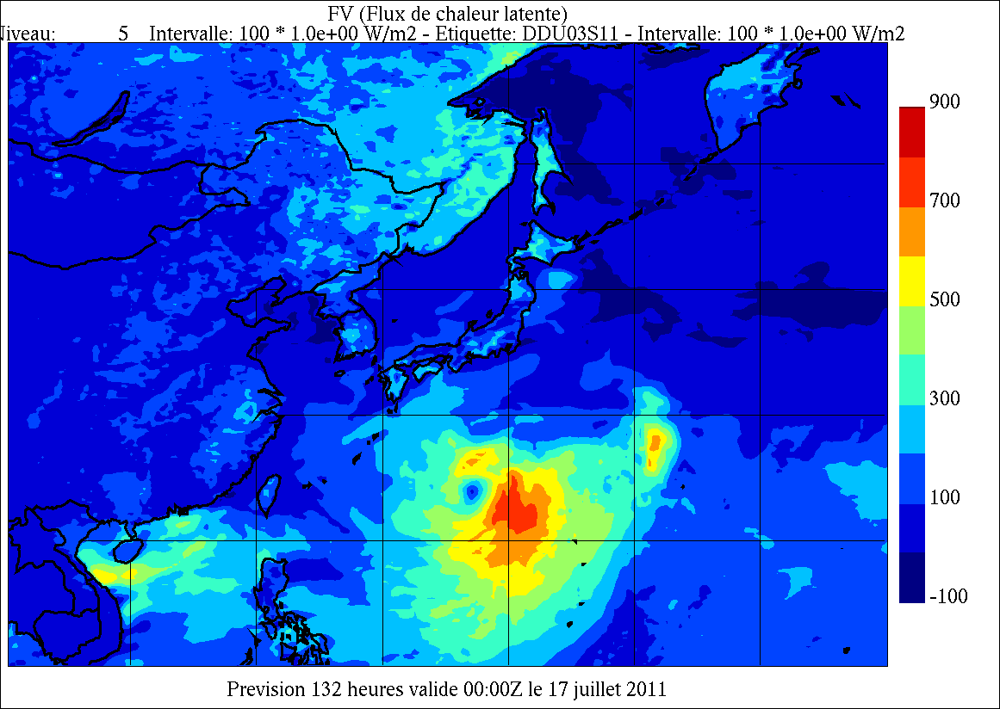 FV (Flux de chaleur latente)
Niveau: 5 Intervalle: 100 * 1.0e+00 W/m2 - Etiquette: DDU03S11 - Intervalle: 100 * 1.0e+00 W/m2
900
700
500
300
100
-100
Prevision 132 heures valide 00:00Z le 17 juillet 2011